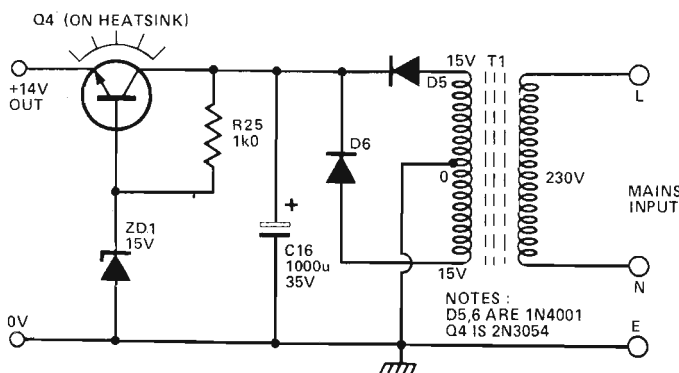 Q4 (ON HEATSINK)
+14V
OUT
R25
1k0
D6
15V
T1
D5
0
230V
L
MAINS
INPUT
ZD1
15V
+
C16
1000u
35V
15V
N
NOTES :
D5,6 ARE 1N4001
Q4 IS 2N3054
0V
E